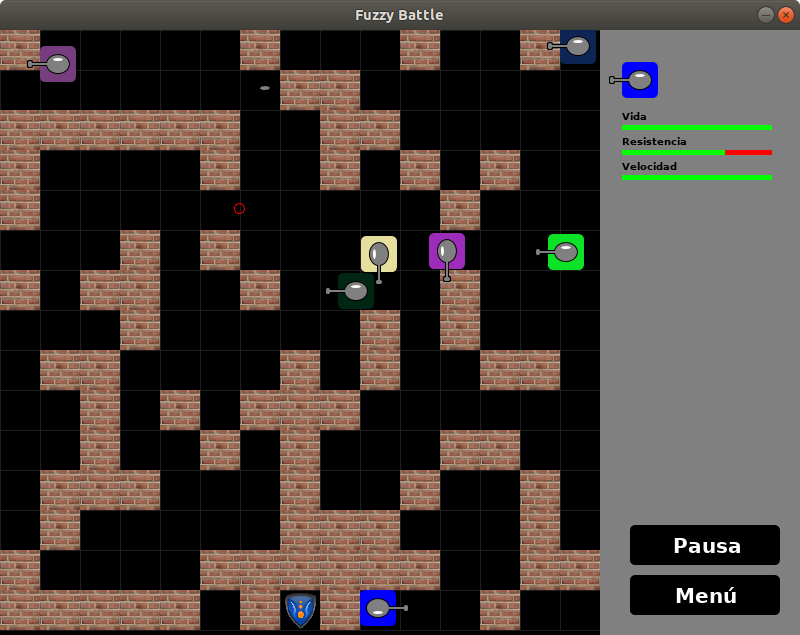 Fuzzy Battle
Vida
Resistencia
Velocidad
Pausa
Menú